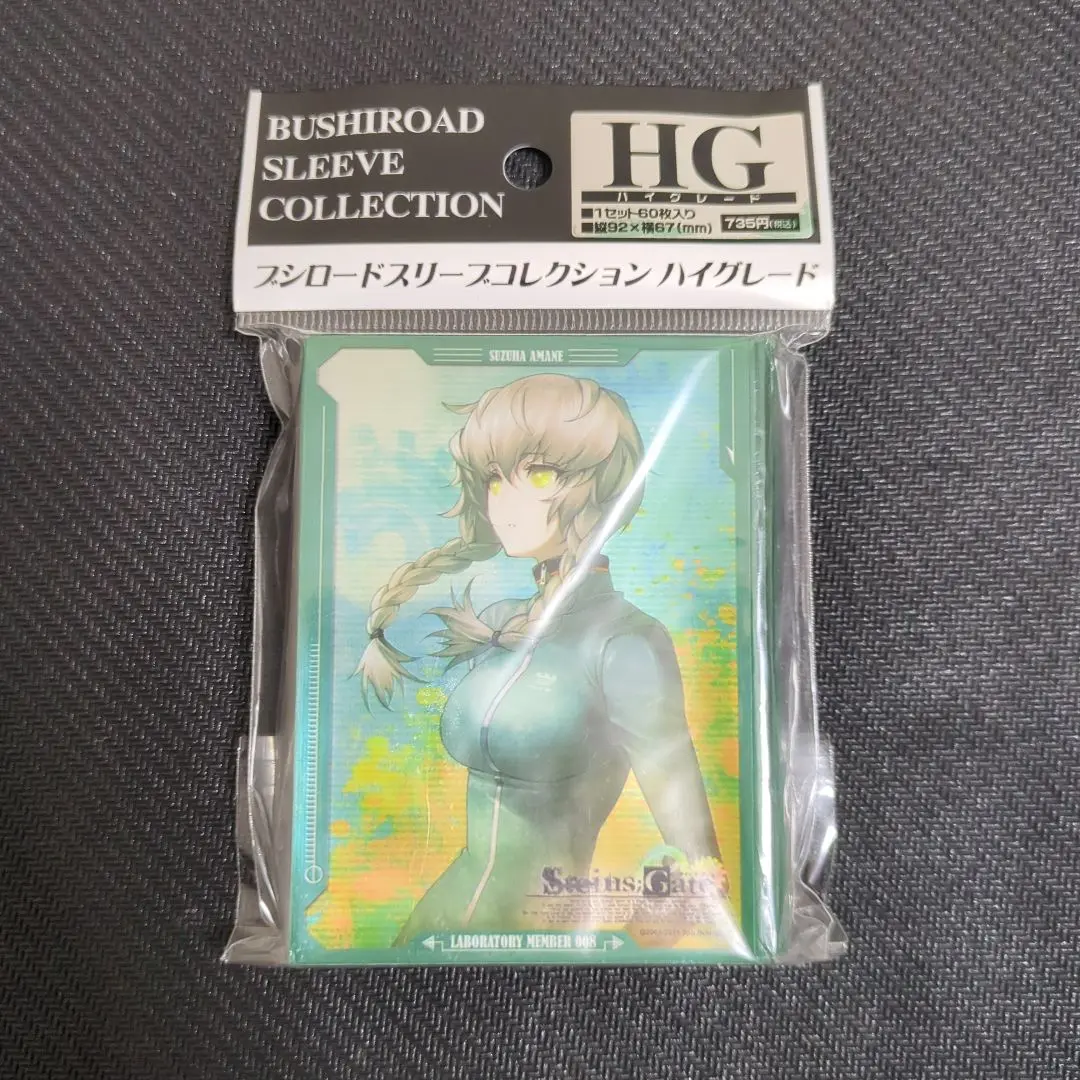 BUSHIROAD
SLEEVE
COLLECTION
HG
ハイグレード
■1セット60枚入り
■縦92×横67(mm) 735円(税込)
ブシロードスリーブコレクション ハイグレード
SUZUHA AMANE
Steins;Gate
LABORATORY MEMBER 008